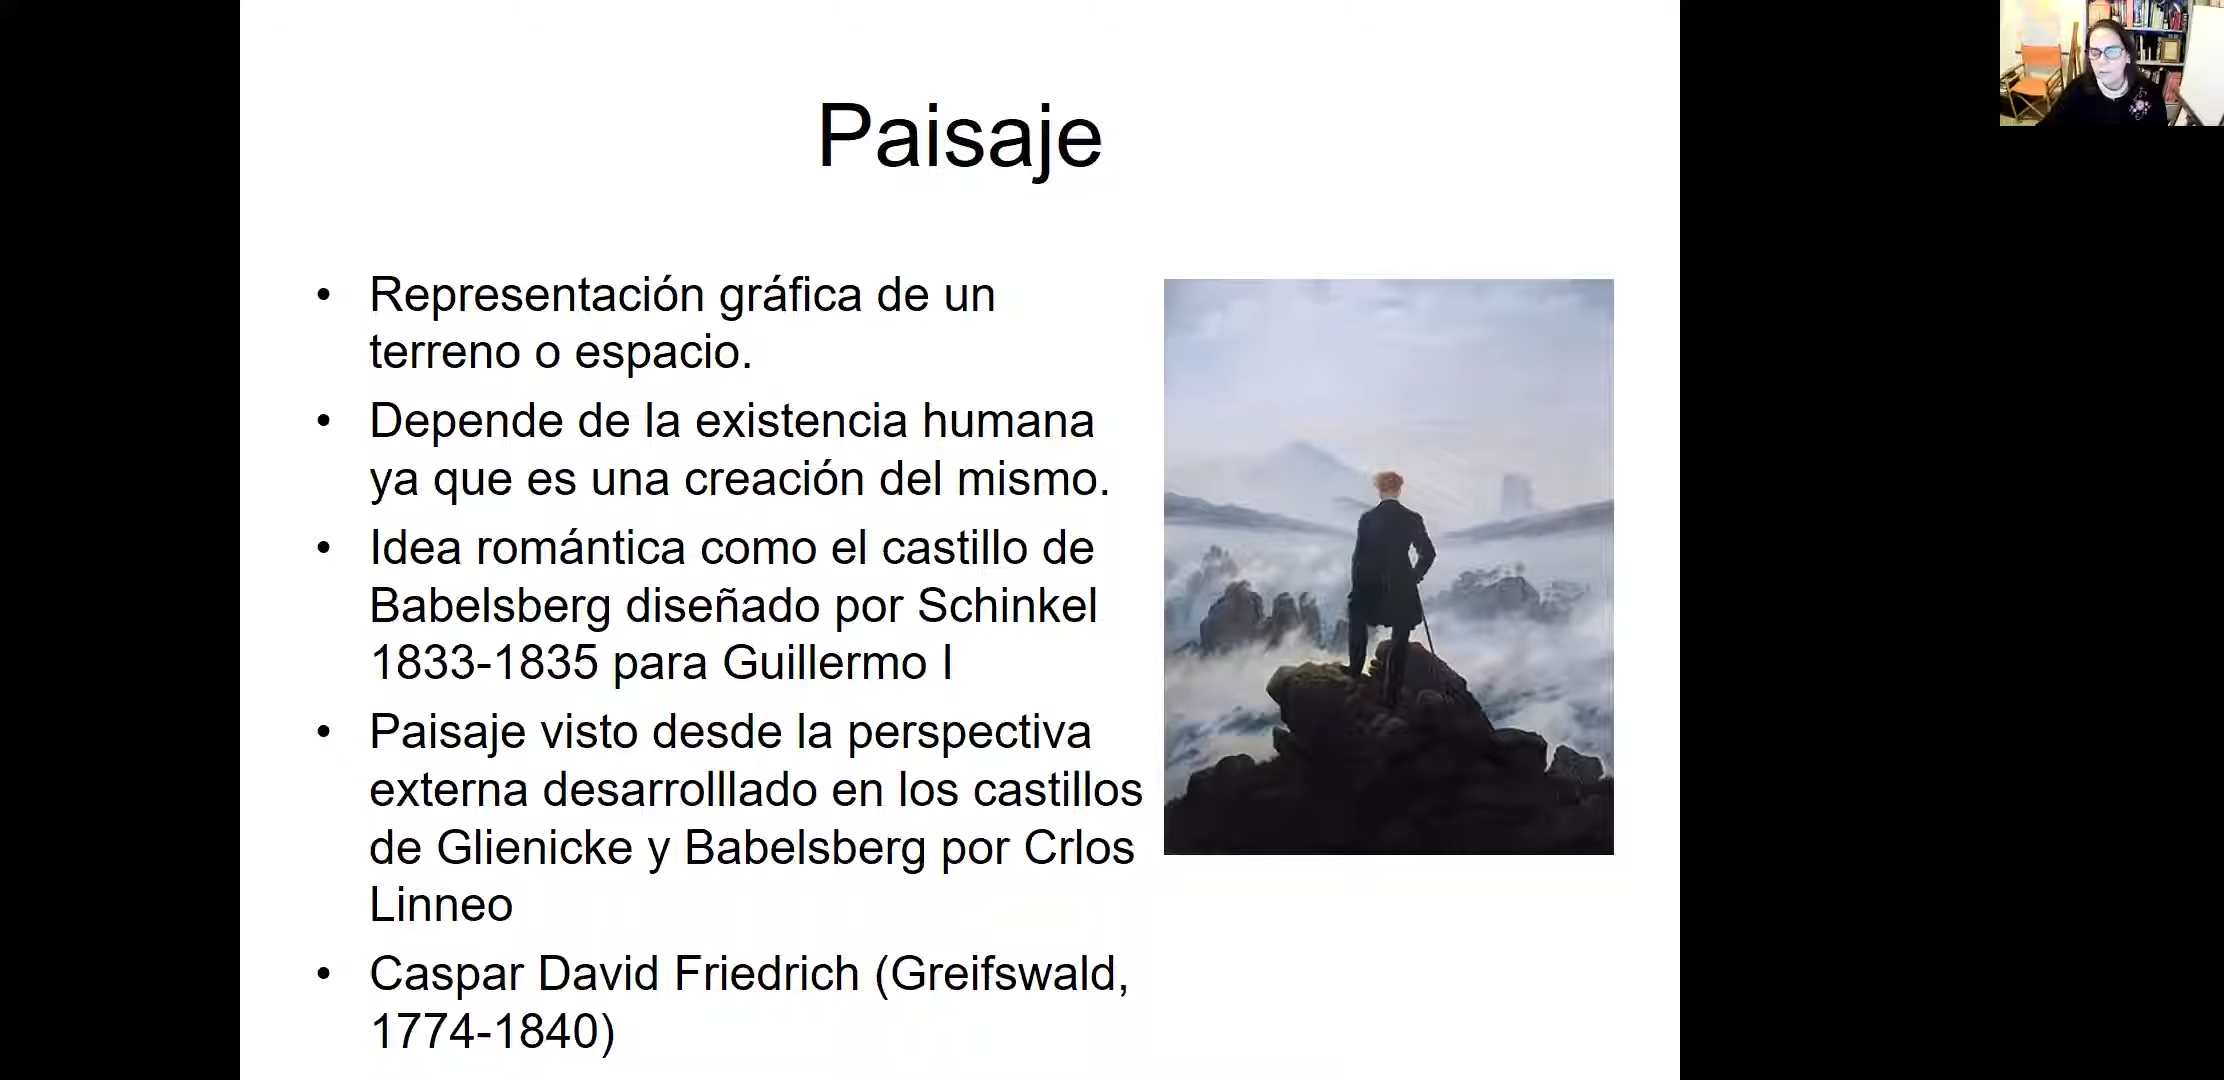 Paisaje
• Representación gráfica de un
terreno o espacio.
• Depende de la existencia humana
ya que es una creación del mismo.
• Idea romántica como el castillo de
Babelsberg diseñado por Schinkel
1833-1835 para Guillermo I
• Paisaje visto desde la perspectiva
externa desarrolllado en los castillos
de Glienicke y Babelsberg por Crlos
Linneo
• Caspar David Friedrich (Greifswald,
1774-1840)